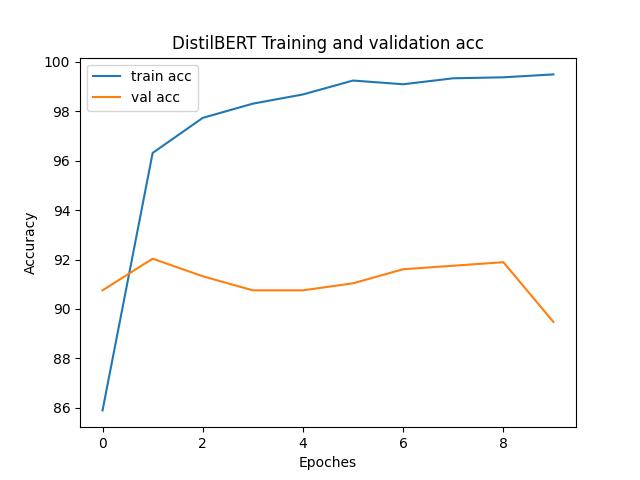 DistilBERT Training and validation acc
train acc
val acc
100
98
96
94
92
90
88
86
Accuracy
0 2 4 6 8
Epoches